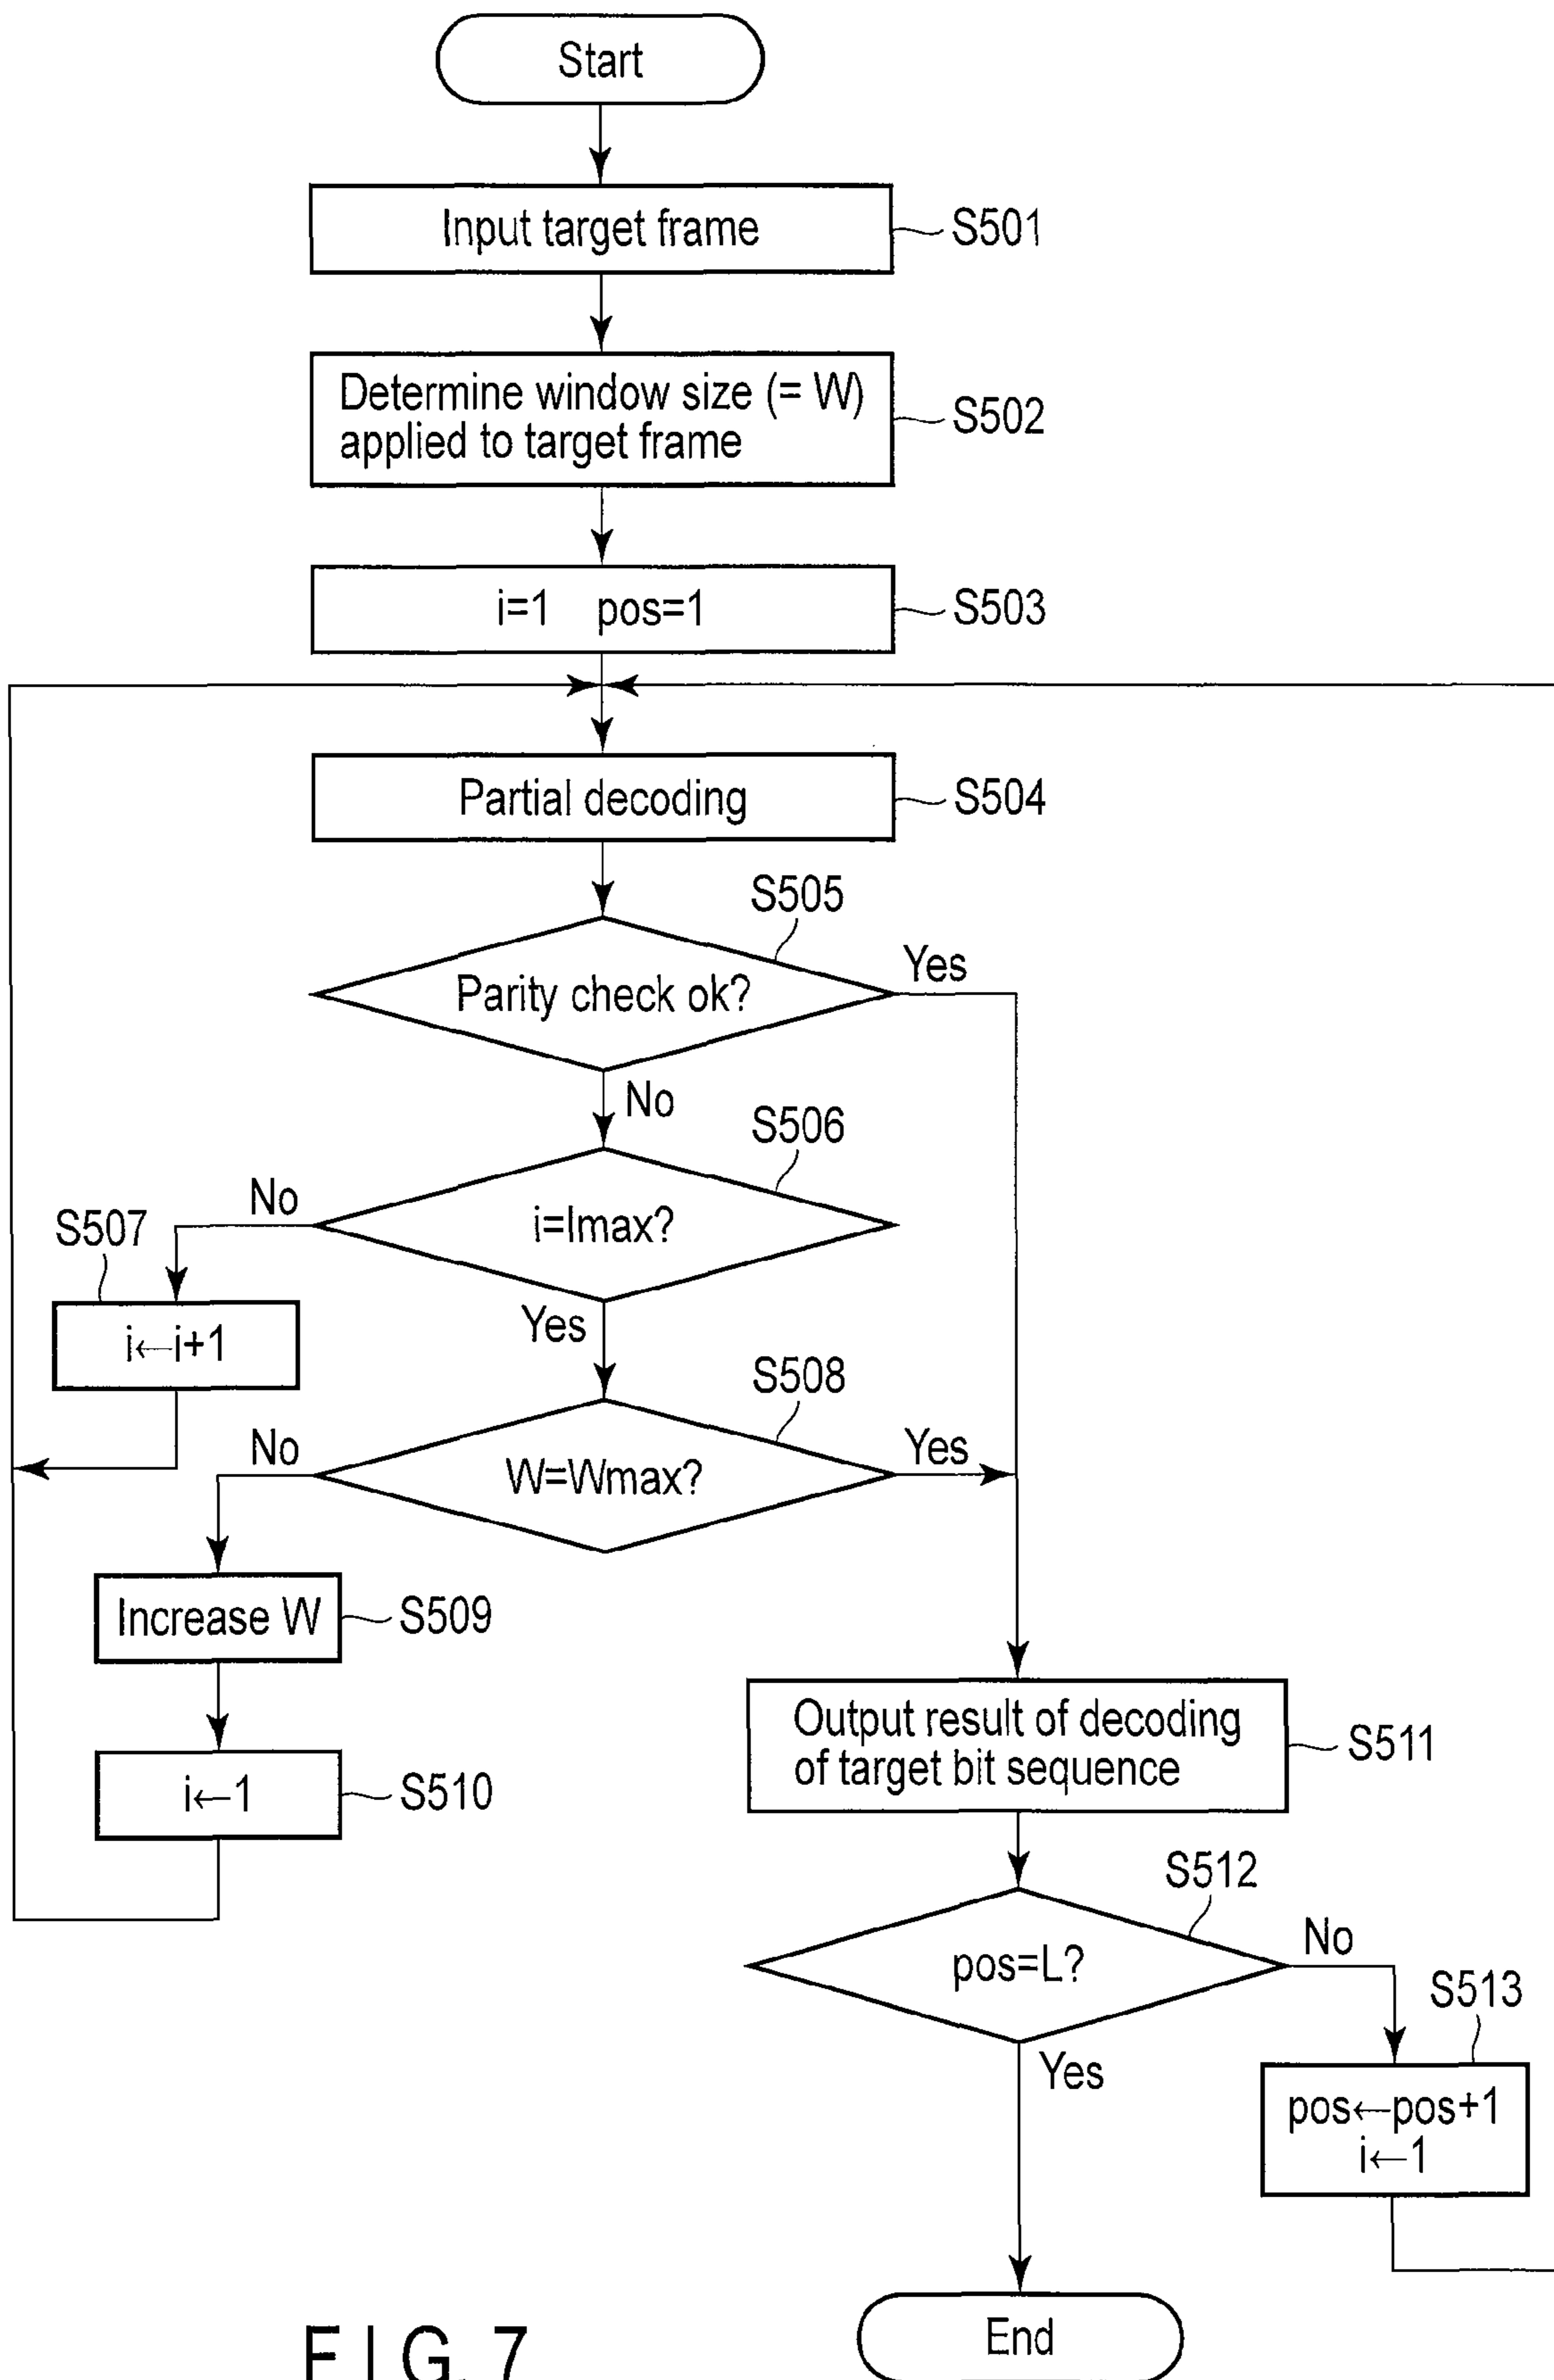 Start
Input target frame
S501
Determine window size (= W)
applied to target frame
S502
i=1 pos=1
S503
Partial decoding
S504
S505
Parity check ok?
Yes
No
S506
i=Imax?
No
S507
i←i+1
Yes
S508
W=Wmax?
No
Yes
Increase W
S509
i←1
S510
Output result of decoding
of target bit sequence
S511
S512
pos=L?
No
S513
pos←pos+1
i←1
Yes
End
FIG. 7